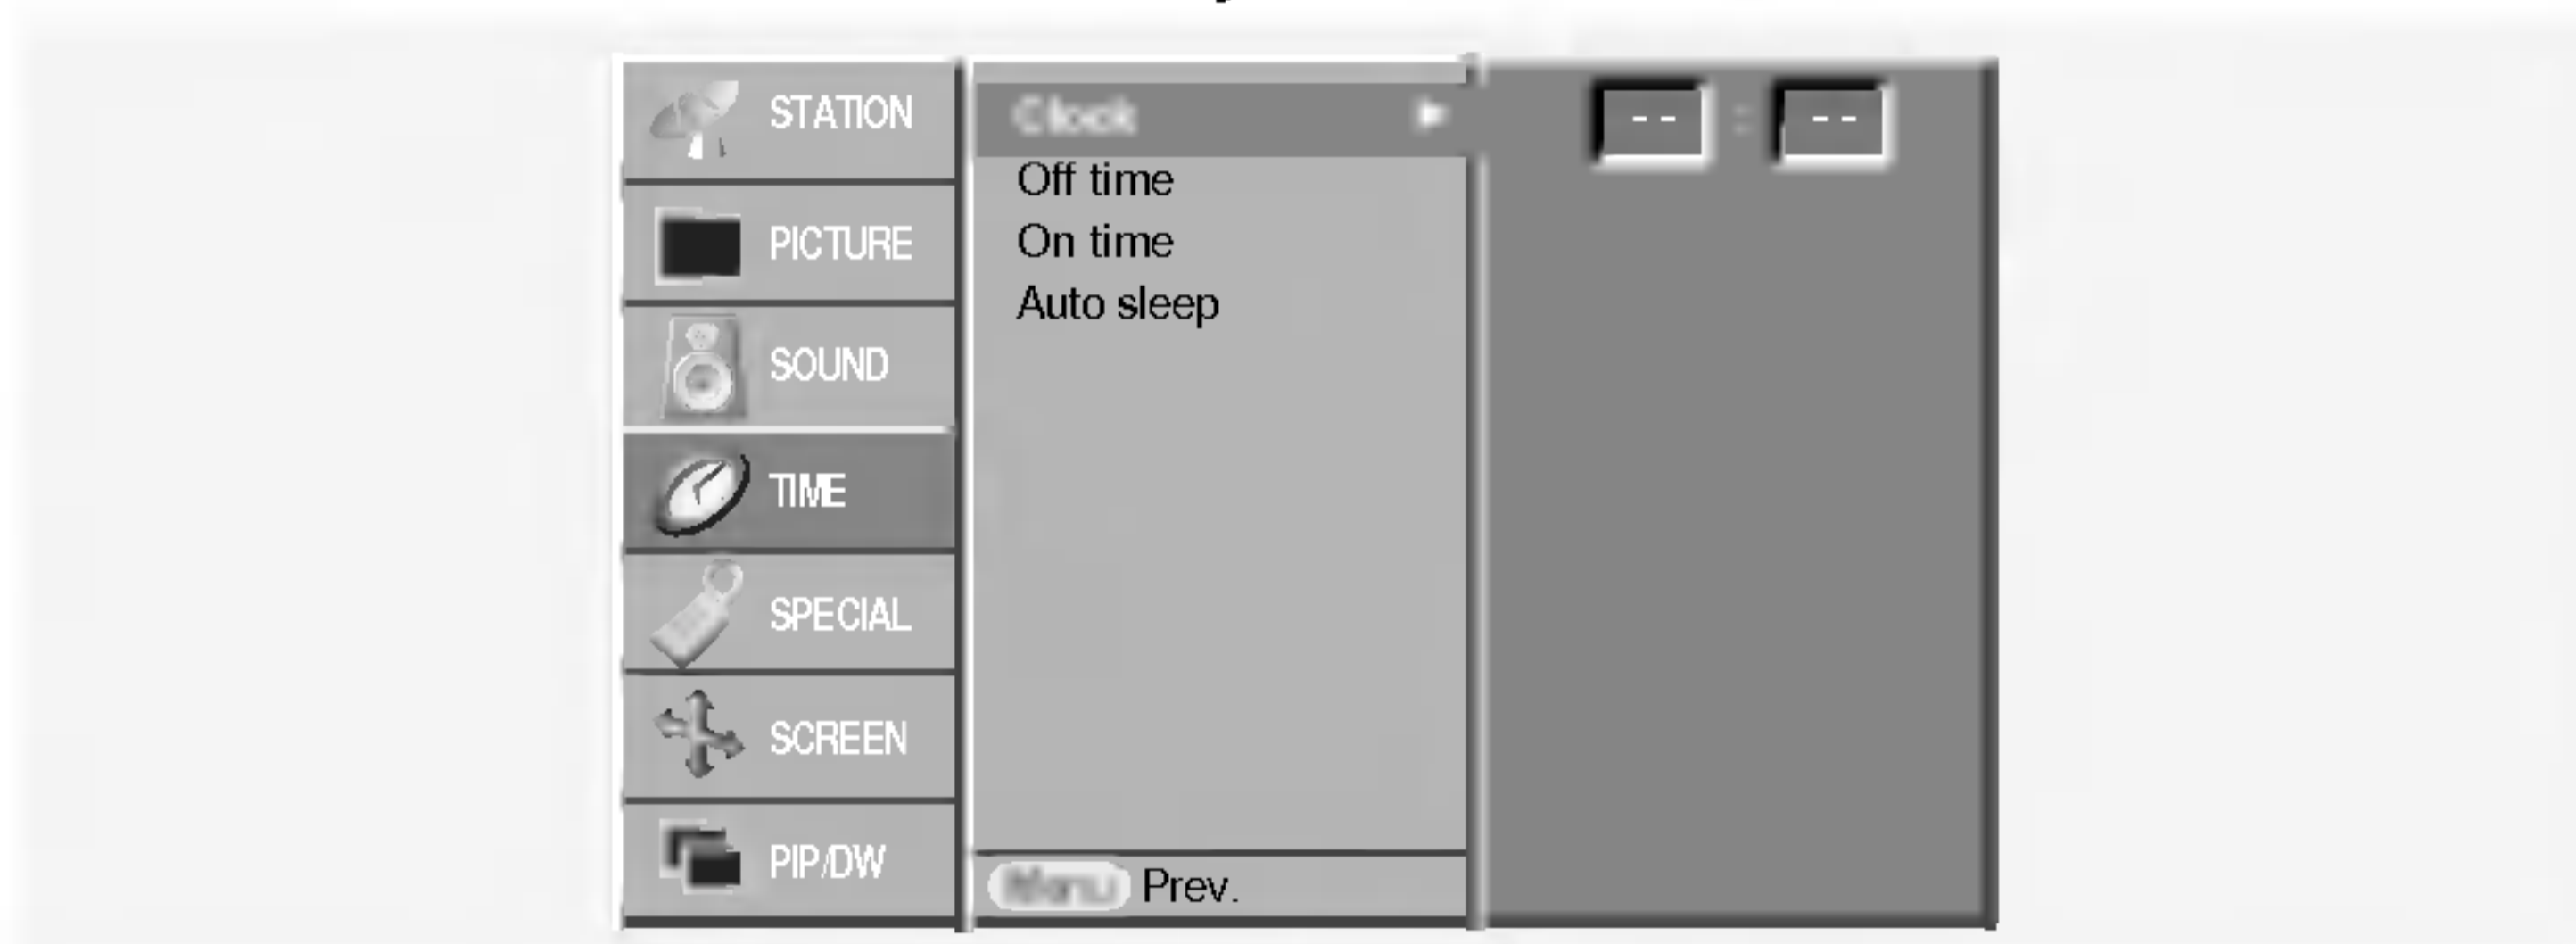 STATION
PICTURE
SOUND
TIME
SPECIAL
SCREEN
PIP/DW
Clock
Off time
On time
Auto sleep
Menu Prev.
-- : --